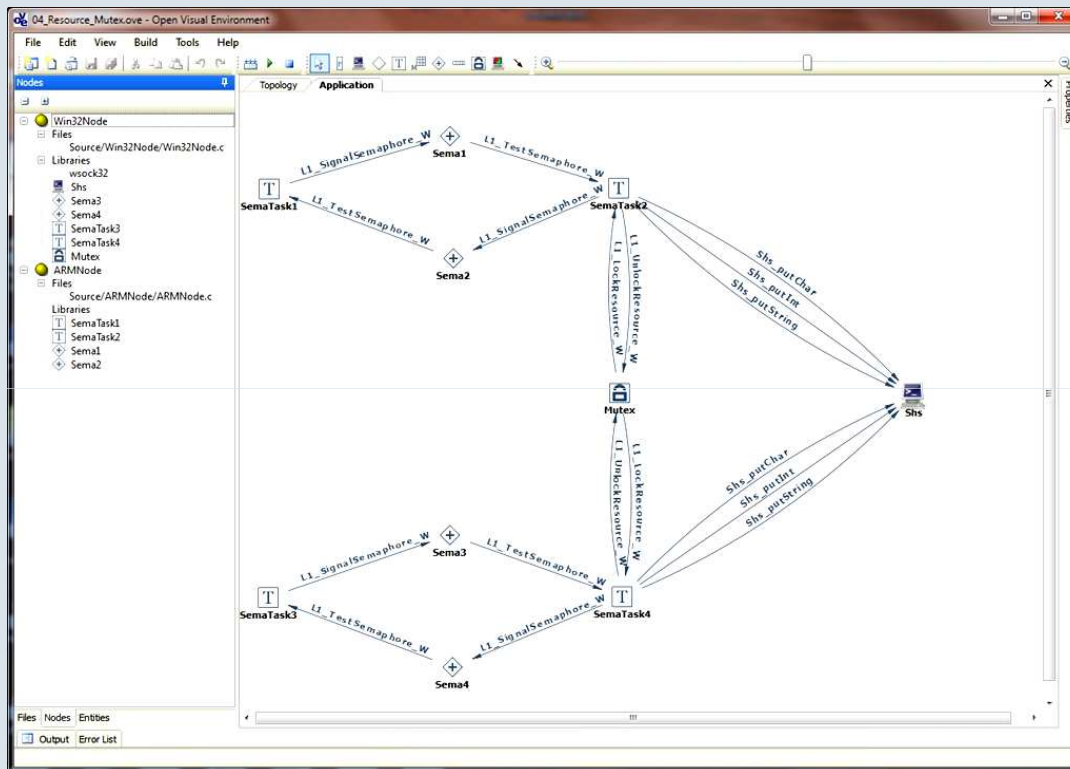 04_Resource_Mutex.ove - Open Visual Environment
File Edit View Build Tools Help
Nodes
Win32Node
Files
Source/Win32Node/Win32Node.c
Libraries
wsock32
Shs
Sema3
Sema4
SemaTask3
SemaTask4
Mutex
ARMNode
Files
Source/ARMNode/ARMNode.c
Libraries
SemaTask1
SemaTask2
Sema1
Sema2
Files Nodes Entities
Output Error List
Topology Application
L1_SignalSemaphore_W
Sema1
L1_TestSemaphore_W
T
SemaTask1
T
SemaTask2
L1_TestSemaphore_W
L1_SignalSemaphore_W
Sema2
L1_LockResource_W
L1_UnlockResource_W
Shs_putChar
Shs_putInt
Shs_putString
Mutex
Shs
L1_UnlockResource_W
L1_LockResource_W
Shs_putChar
Shs_putInt
Shs_putString
L1_SignalSemaphore_W
Sema3
L1_TestSemaphore_W
T
SemaTask3
T
SemaTask4
L1_TestSemaphore_W
L1_SignalSemaphore_W
Sema4
Properties